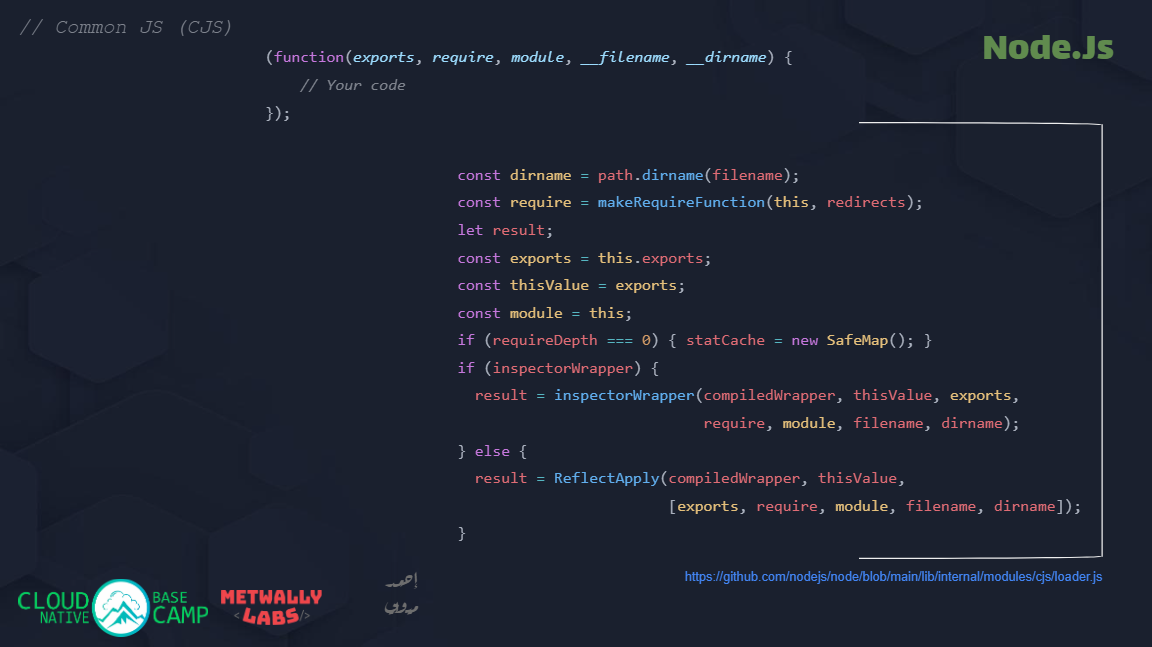 // Common JS (CJS)
Node.Js
(function(exports, require, module, __filename, __dirname) {
// Your code
});
const dirname = path.dirname(filename);
const require = makeRequireFunction(this, redirects);
let result;
const exports = this.exports;
const thisValue = exports;
const module = this;
if (requireDepth === 0) { statCache = new SafeMap(); }
if (inspectorWrapper) {
result = inspectorWrapper(compiledWrapper, thisValue, exports,
require, module, filename, dirname);
} else {
result = ReflectApply(compiledWrapper, thisValue,
[exports, require, module, filename, dirname]);
}
https://github.com/nodejs/node/blob/main/lib/internal/modules/cjs/loader.js
CLOUD NATIVE
BASE CAMP
METWALLY
<LABS/>
إحمد